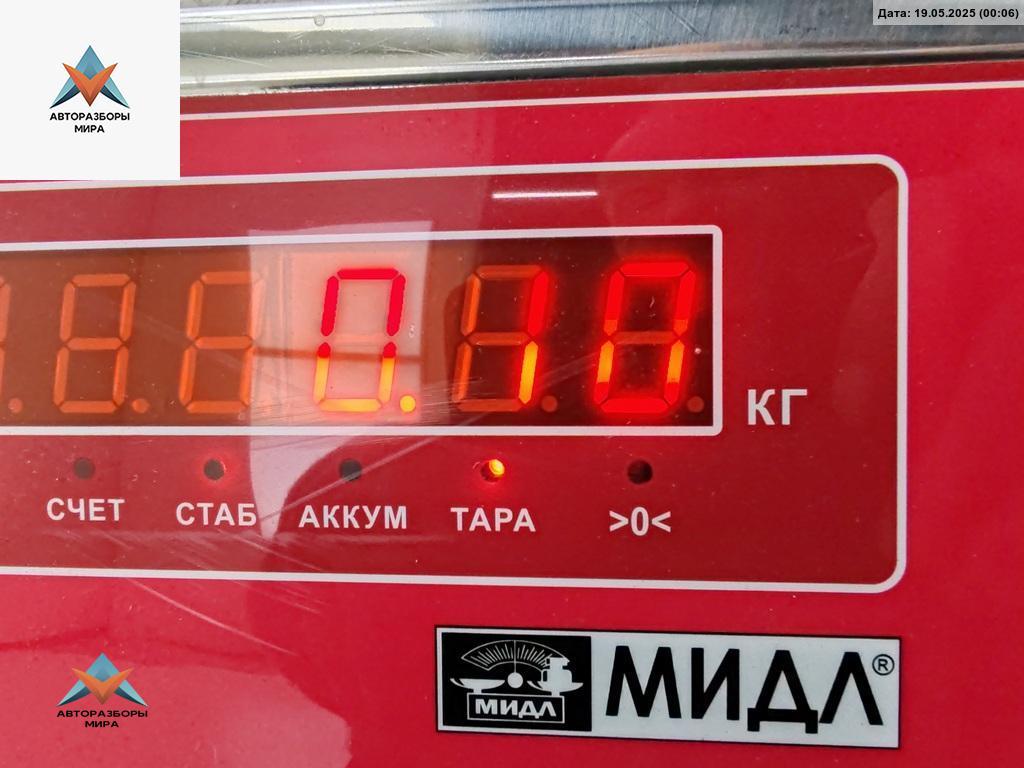 Дата: 19.05.2025 (00:06)
АВТОРАЗБОРЫ
МИРА
0.10
КГ
СЧЕТ СТАБ АККУМ ТАРА >0<
МИДЛ
МИДЛ®
АВТОРАЗБОРЫ
МИРА